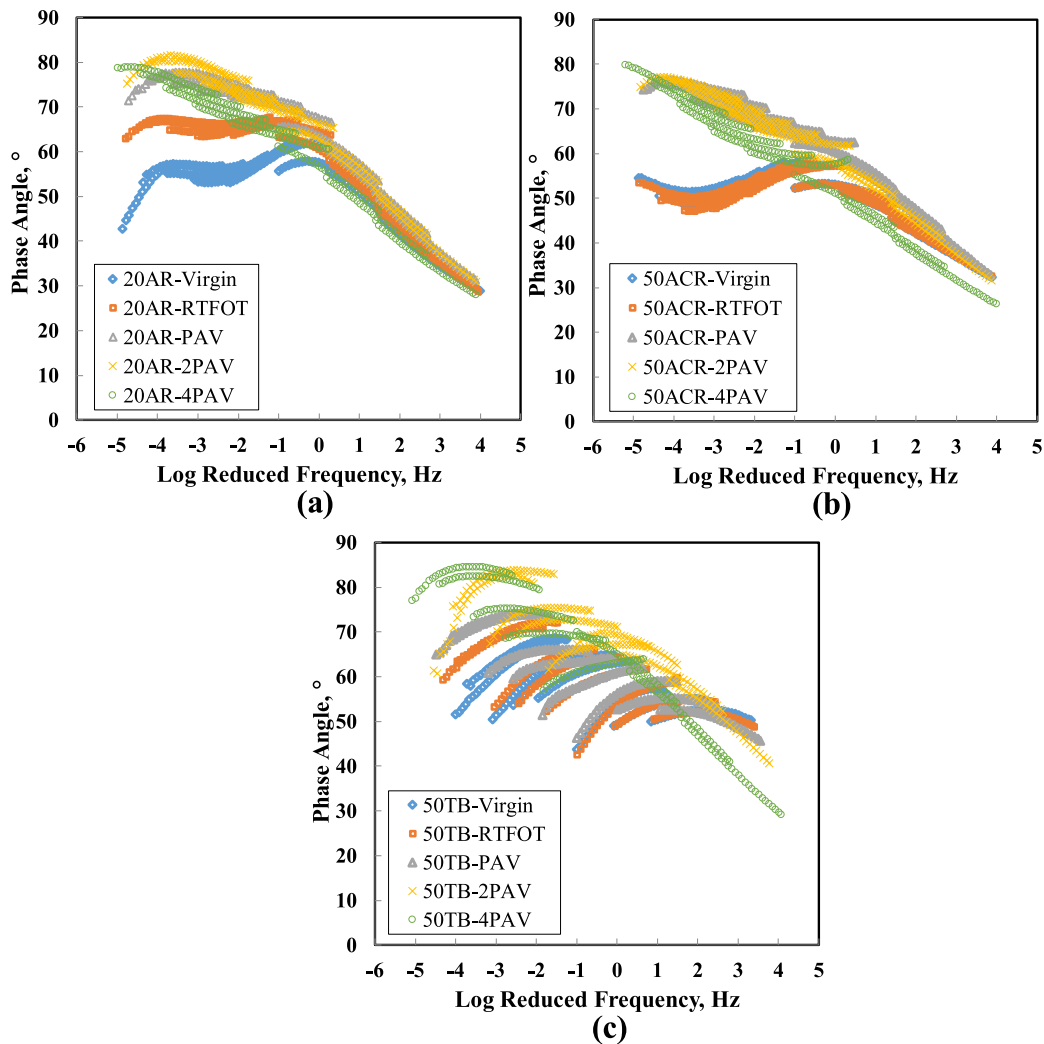 90
80
70
60
50
40
30
20
10
0
Phase Angle, °
20AR-Virgin
20AR-RTFOT
20AR-PAV
20AR-2PAV
20AR-4PAV
-6 -5 -4 -3 -2 -1 0 1 2 3 4 5
Log Reduced Frequency, Hz
(a)
90
80
70
60
50
40
30
20
10
0
Phase Angle, °
50ACR-Virgin
50ACR-RTFOT
50ACR-PAV
50ACR-2PAV
50ACR-4PAV
-6 -5 -4 -3 -2 -1 0 1 2 3 4 5
Log Reduced Frequency, Hz
(b)
90
80
70
60
50
40
30
20
10
0
Phase Angle, °
50TB-Virgin
50TB-RTFOT
50TB-PAV
50TB-2PAV
50TB-4PAV
-6 -5 -4 -3 -2 -1 0 1 2 3 4 5
Log Reduced Frequency, Hz
(c)